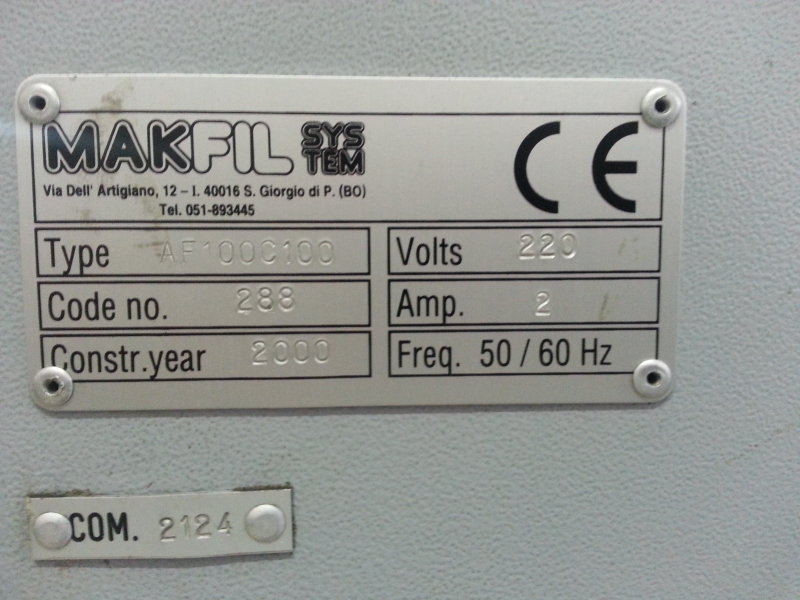 MAKFIL SYSTEM
CE
Via Dell' Artigiano, 12 – I. 40016 S. Giorgio di P. (BO)
Tel. 051-893445
Type AF100C100
Volts 220
Code no. 288
Amp. 2
Constr.year 2000
Freq. 50 / 60 Hz
COM. 2124